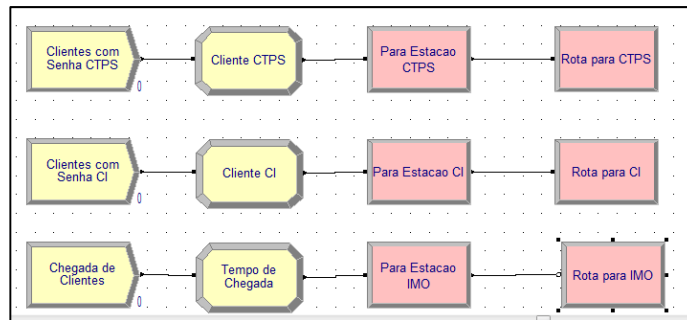 Clientes com
Senha CTPS
0
Cliente CTPS
Para Estacao
CTPS
Rota para CTPS
Clientes com
Senha CI
0
Cliente CI
Para Estacao CI
Rota para CI
Chegada de
Clientes
0
Tempo de
Chegada
Para Estacao
IMO
Rota para IMO